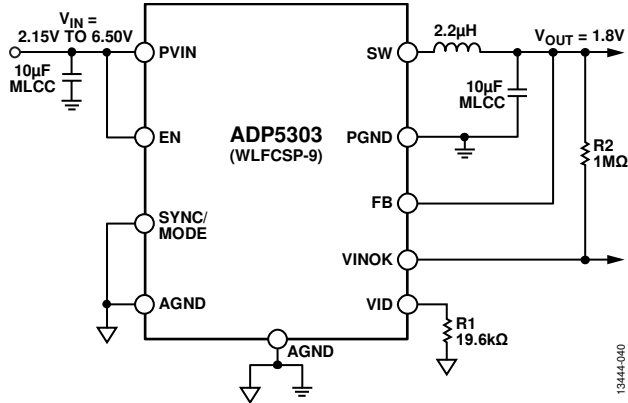 VIN =
2.15V TO 6.50V
10µF
MLCC
PVIN
EN
SYNC/
MODE
AGND
ADP5303
(WLFCSP-9)
AGND
SW
PGND
FB
VINOK
VID
2.2µH
10µF
MLCC
VOUT = 1.8V
R2
1MΩ
R1
19.6kΩ
13444-040